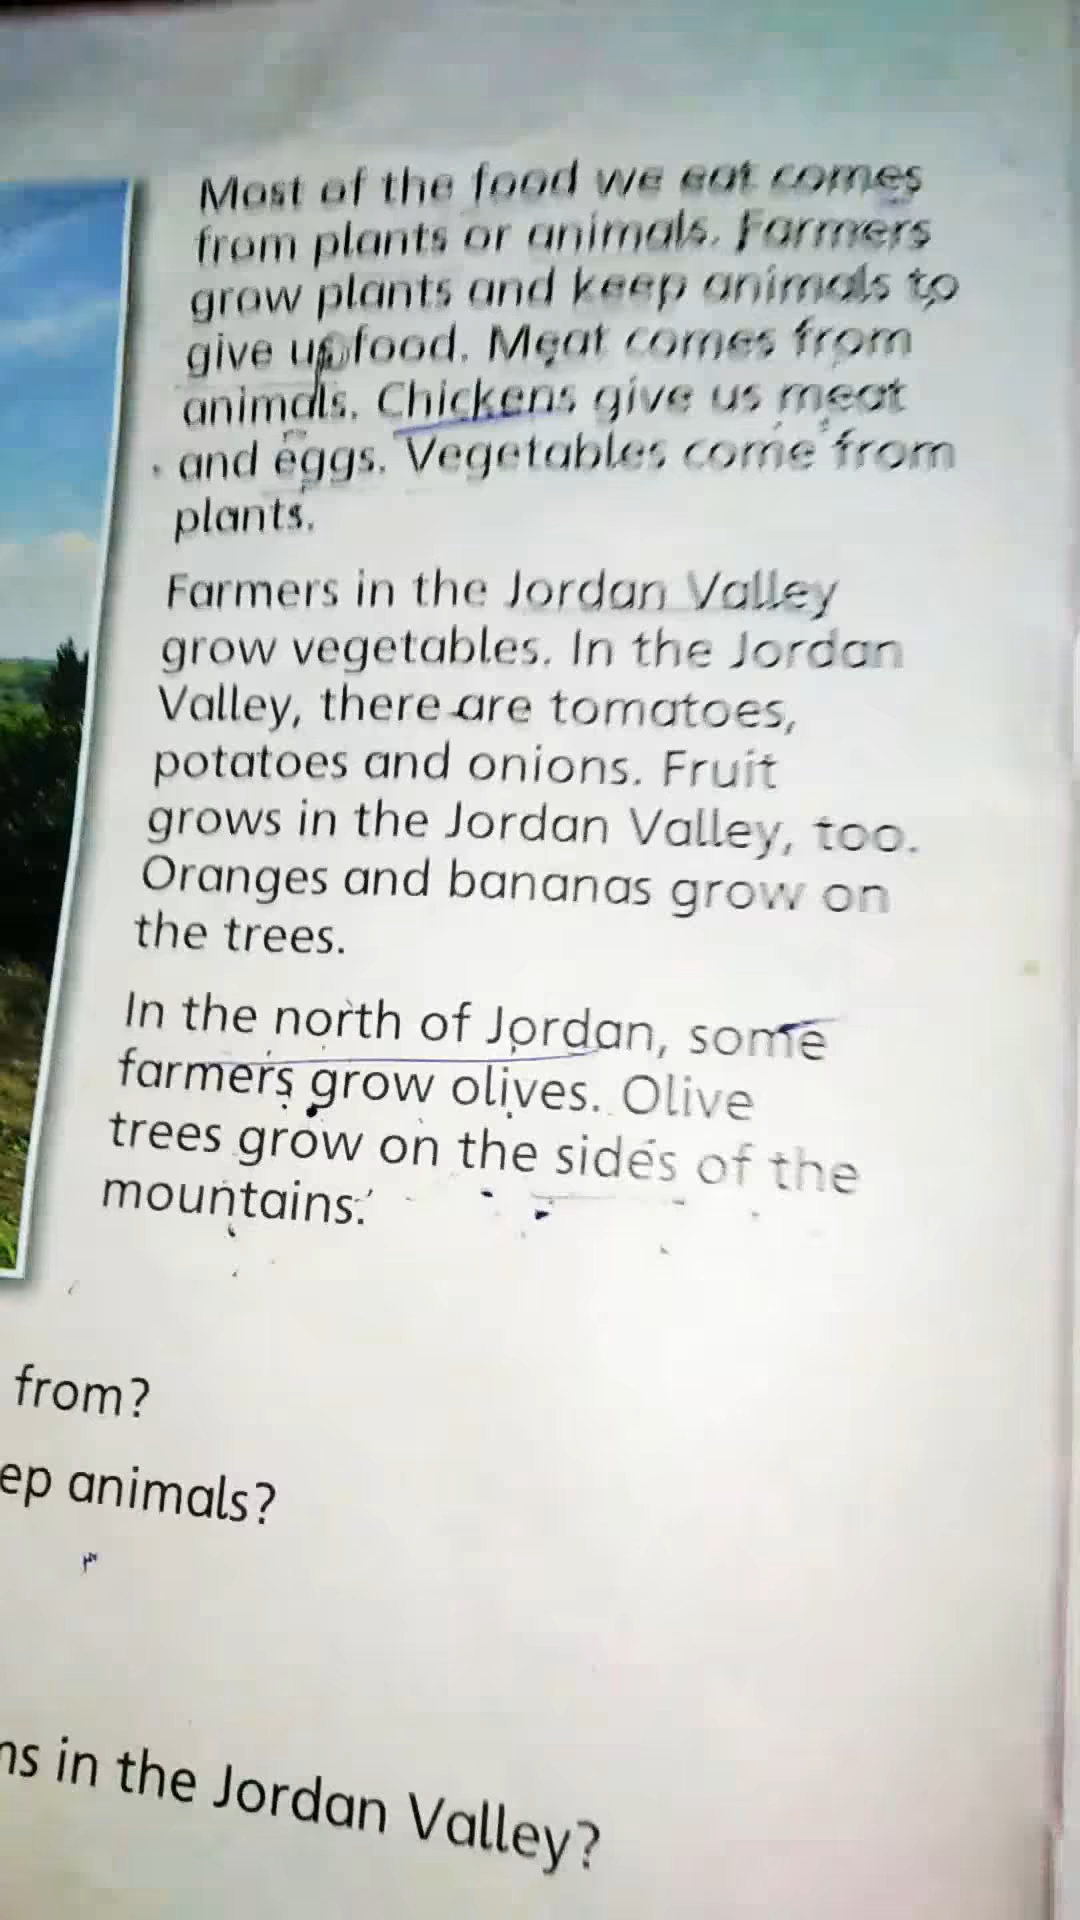 Most of the food we eat comes
from plants or animals. Farmers
grow plants and keep animals to
give us food. Meat comes from
animals. Chickens give us meat
and eggs. Vegetables come from
plants.
Farmers in the Jordan Valley
grow vegetables. In the Jordan
Valley, there are tomatoes,
potatoes and onions. Fruit
grows in the Jordan Valley, too.
Oranges and bananas grow on
the trees.
In the north of Jordan, some
farmers grow olives. Olive
trees grow on the sides of the
mountains.
from?
ep animals?
ns in the Jordan Valley?